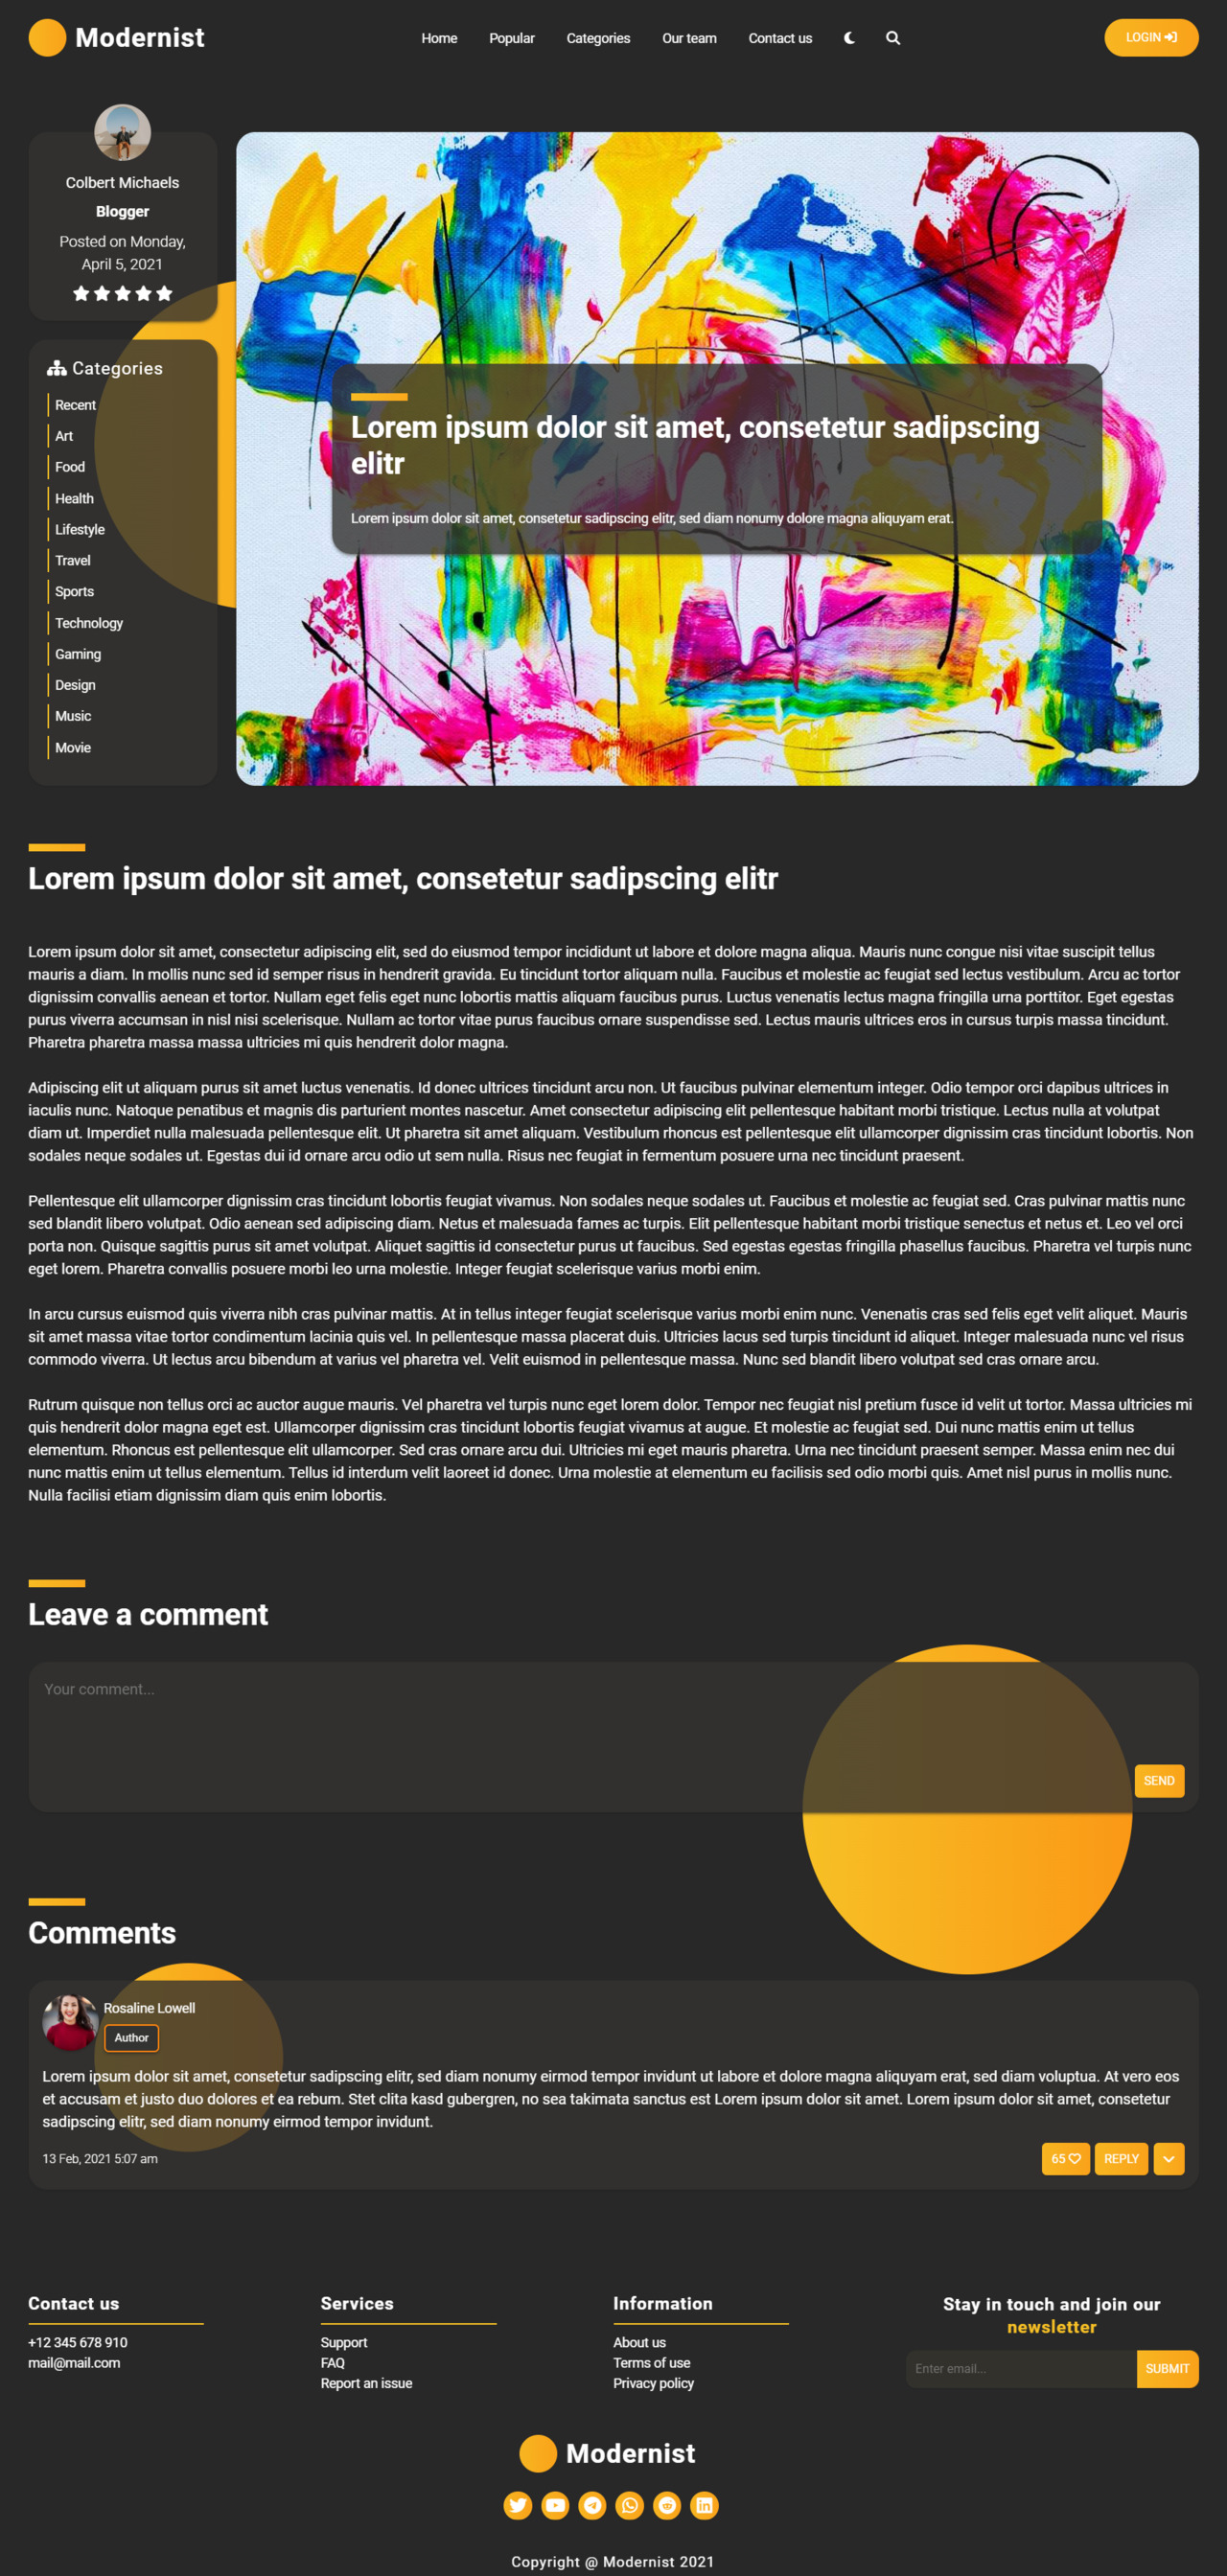 Modernist
Home Popular Categories Our team Contact us
LOGIN
Colbert Michaels
Blogger
Posted on Monday,
April 5, 2021
Categories
Recent
Art
Food
Health
Lifestyle
Travel
Sports
Technology
Gaming
Design
Music
Movie
Lorem ipsum dolor sit amet, consetetur sadipscing
elitr
Lorem ipsum dolor sit amet, consetetur sadipscing elitr, sed diam nonumy dolore magna aliquyam erat.
Lorem ipsum dolor sit amet, consetetur sadipscing elitr
Lorem ipsum dolor sit amet, consectetur adipiscing elit, sed do eiusmod tempor incididunt ut labore et dolore magna aliqua. Mauris nunc congue nisi vitae suscipit tellus
mauris a diam. In mollis nunc sed id semper risus in hendrerit gravida. Eu tincidunt tortor aliquam nulla. Faucibus et molestie ac feugiat sed lectus vestibulum. Arcu ac tortor
dignissim convallis aenean et tortor. Nullam eget felis eget nunc lobortis mattis aliquam faucibus purus. Luctus venenatis lectus magna fringilla urna porttitor. Eget egestas
purus viverra accumsan in nisl nisi scelerisque. Nullam ac tortor vitae purus faucibus ornare suspendisse sed. Lectus mauris ultrices eros in cursus turpis massa tincidunt.
Pharetra pharetra massa massa ultricies mi quis hendrerit dolor magna.
Adipiscing elit ut aliquam purus sit amet luctus venenatis. Id donec ultrices tincidunt arcu non. Ut faucibus pulvinar elementum integer. Odio tempor orci dapibus ultrices in
iaculis nunc. Natoque penatibus et magnis dis parturient montes nascetur. Amet consectetur adipiscing elit pellentesque habitant morbi tristique. Lectus nulla at volutpat
diam ut. Imperdiet nulla malesuada pellentesque elit. Ut pharetra sit amet aliquam. Vestibulum rhoncus est pellentesque elit ullamcorper dignissim cras tincidunt lobortis. Non
sodales neque sodales ut. Egestas dui id ornare arcu odio ut sem nulla. Risus nec feugiat in fermentum posuere urna nec tincidunt praesent.
Pellentesque elit ullamcorper dignissim cras tincidunt lobortis feugiat vivamus. Non sodales neque sodales ut. Faucibus et molestie ac feugiat sed. Cras pulvinar mattis nunc
sed blandit libero volutpat. Odio aenean sed adipiscing diam. Netus et malesuada fames ac turpis. Elit pellentesque habitant morbi tristique senectus et netus et. Leo vel orci
porta non. Quisque sagittis purus sit amet volutpat. Aliquet sagittis id consectetur purus ut faucibus. Sed egestas egestas fringilla phasellus faucibus. Pharetra vel turpis nunc
eget lorem. Pharetra convallis posuere morbi leo urna molestie. Integer feugiat scelerisque varius morbi enim.
In arcu cursus euismod quis viverra nibh cras pulvinar mattis. At in tellus integer feugiat scelerisque varius morbi enim nunc. Venenatis cras sed felis eget velit aliquet. Mauris
sit amet massa vitae tortor condimentum lacinia quis vel. In pellentesque massa placerat duis. Ultricies lacus sed turpis tincidunt id aliquet. Integer malesuada nunc vel risus
commodo viverra. Ut lectus arcu bibendum at varius vel pharetra vel. Velit euismod in pellentesque massa. Nunc sed blandit libero volutpat sed cras ornare arcu.
Rutrum quisque non tellus orci ac auctor augue mauris. Vel pharetra vel turpis nunc eget lorem dolor. Tempor nec feugiat nisl pretium fusce id velit ut tortor. Massa ultricies mi
quis hendrerit dolor magna eget est. Ullamcorper dignissim cras tincidunt lobortis feugiat vivamus at augue. Et molestie ac feugiat sed. Dui nunc mattis enim ut tellus
elementum. Rhoncus est pellentesque elit ullamcorper. Sed cras ornare arcu dui. Ultricies mi eget mauris pharetra. Urna nec tincidunt praesent semper. Massa enim nec dui
nunc mattis enim ut tellus elementum. Tellus id interdum velit laoreet id donec. Urna molestie at elementum eu facilisis sed odio morbi quis. Amet nisl purus in mollis nunc.
Nulla facilisi etiam dignissim diam quis enim lobortis.
Leave a comment
Your comment...
SEND
Comments
Rosaline Lowell
Author
Lorem ipsum dolor sit amet, consetetur sadipscing elitr, sed diam nonumy eirmod tempor invidunt ut labore et dolore magna aliquyam erat, sed diam voluptua. At vero eos
et accusam et justo duo dolores et ea rebum. Stet clita kasd gubergren, no sea takimata sanctus est Lorem ipsum dolor sit amet. Lorem ipsum dolor sit amet, consetetur
sadipscing elitr, sed diam nonumy eirmod tempor invidunt.
13 Feb, 2021 5:07 am
65 REPLY
Contact us
+12 345 678 910
mail@mail.com
Services
Support
FAQ
Report an issue
Information
About us
Terms of use
Privacy policy
Stay in touch and join our
newsletter
Enter email...
SUBMIT
Modernist
Copyright @ Modernist 2021